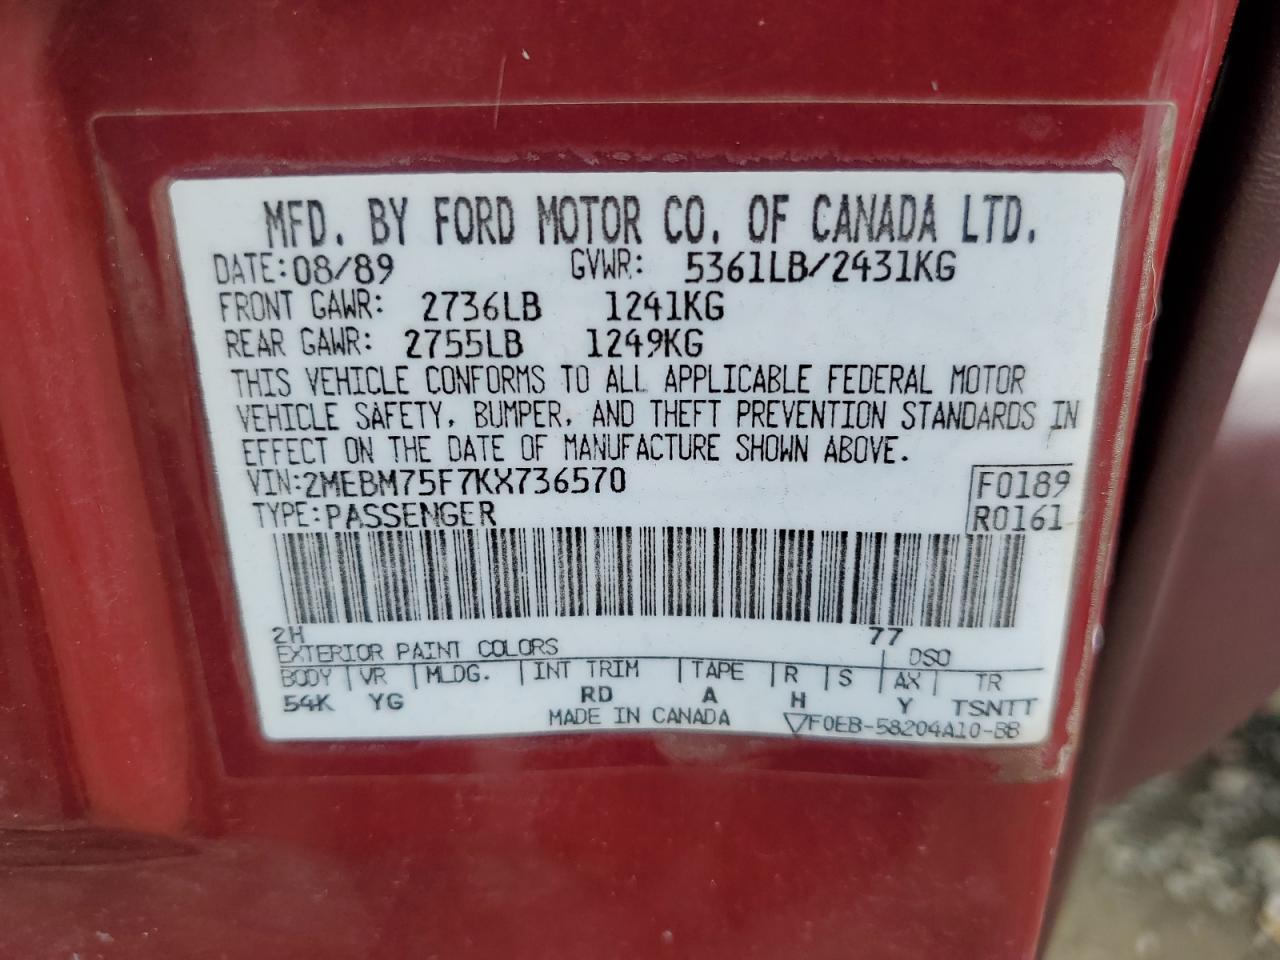 MFD. BY FORD MOTOR CO. OF CANADA LTD.
DATE: 08/89 GVWR: 5361LB/2431KG
FRONT GAWR: 2736LB 1241KG
REAR GAWR: 2755LB 1249KG
THIS VEHICLE CONFORMS TO ALL APPLICABLE FEDERAL MOTOR
VEHICLE SAFETY, BUMPER, AND THEFT PREVENTION STANDARDS IN
EFFECT ON THE DATE OF MANUFACTURE SHOWN ABOVE.
VIN: 2MEBM75F7KX736570 F0189
TYPE: PASSENGER R0161
2H 77
EXTERIOR PAINT COLORS DSO
BODY VR MLDG. INT TRIM TAPE R S AX TR
54K YG RD A H Y TSNTT
MADE IN CANADA ▽F0EB-58204A10-BB